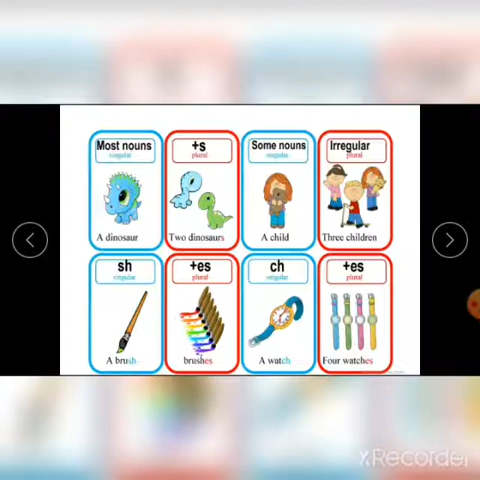 Most nouns
singular
A dinosaur
+s
plural
Two dinosaurs
Some nouns
singular
A child
Irregular
plural
Three children
sh
singular
A brush
+es
plural
brushes
ch
singular
A watch
+es
plural
Four watches
XRecorder